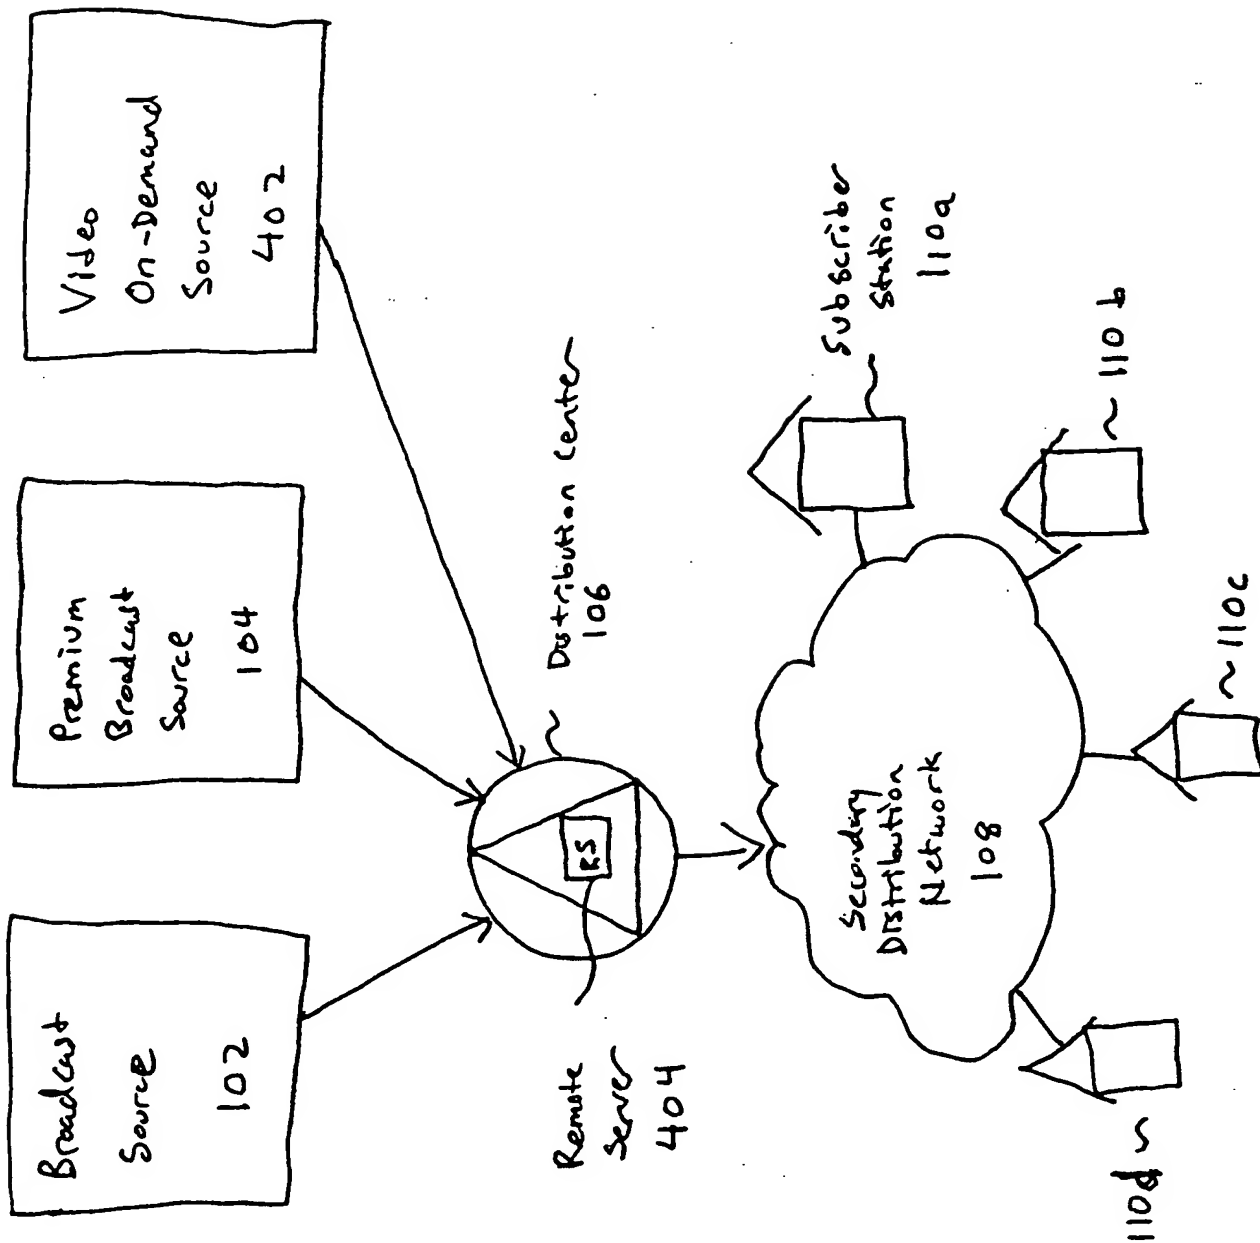 Broadcast
Source
102
Premium
Broadcast
Source
104
Video
On-Demand
Source
402
Distribution Center
106
RS
Remote
Server
404
Secondary
Distribution
Network
108
Subscriber
Station
110a
110b
110c
110d